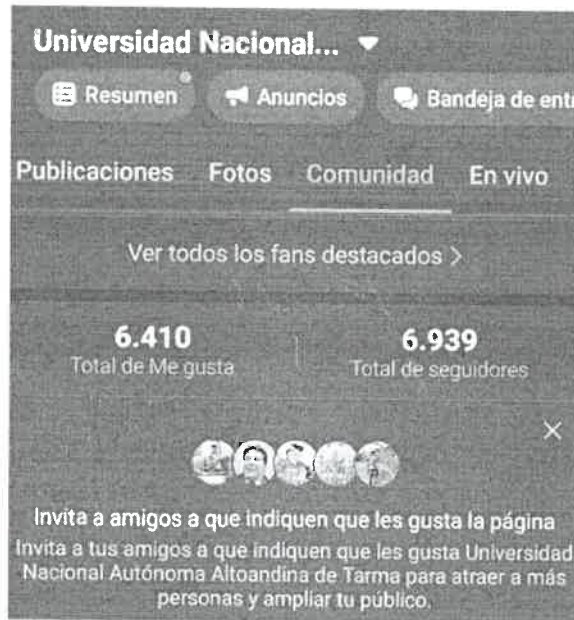 Universidad Nacional...
Resumen
Anuncios
Bandeja de entr
Publicaciones Fotos Comunidad En vivo
Ver todos los fans destacados >
6.410 6.939
Total de Me gusta Total de seguidores
Invita a amigos a que indiquen que les gusta la página
Invita a tus amigos a que indiquen que les gusta Universidad
Nacional Autónoma Altoandina de Tarma para atraer a más
personas y ampliar tu público.